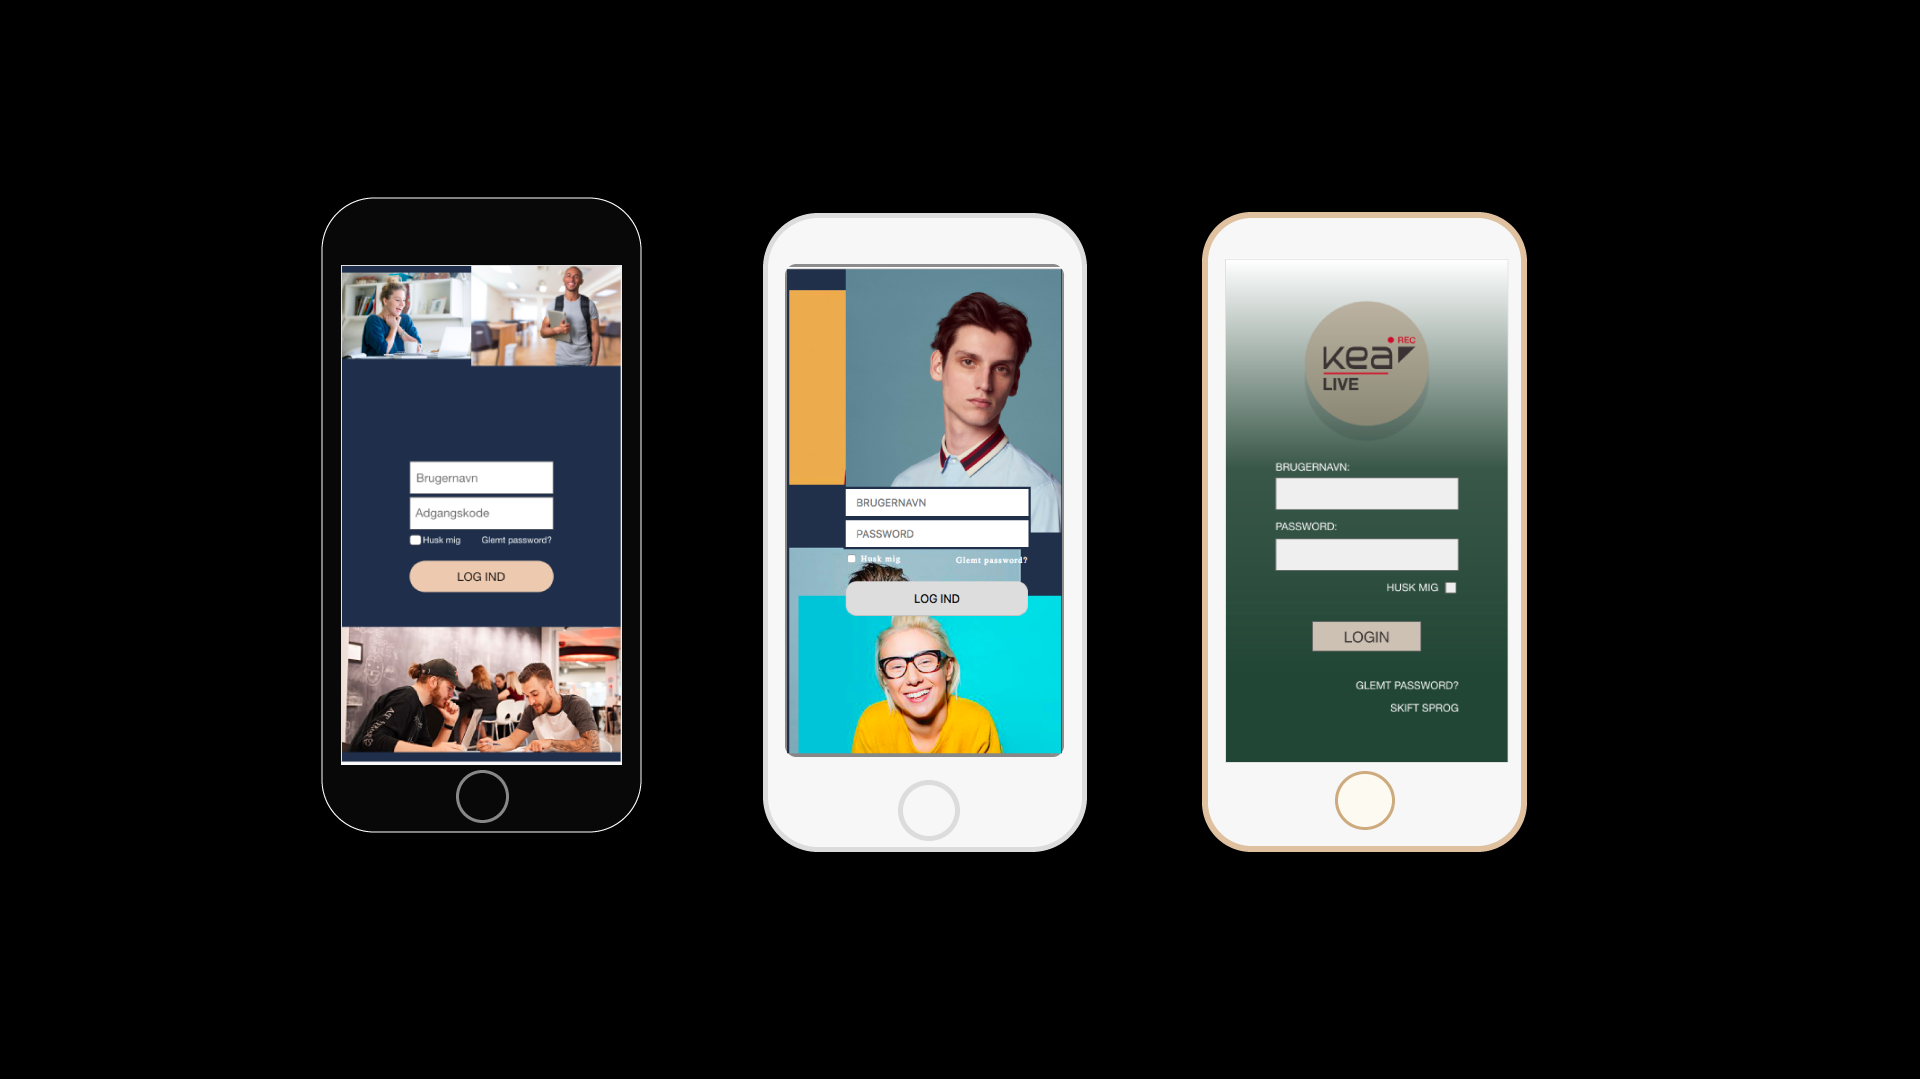 Brugernavn
Adgangskode
Husk mig Glemt password?
LOG IND
BRUGERNAVN
PASSWORD
Husk mig Glemt password?
LOG IND
REC
kea
LIVE
BRUGERNAVN:
PASSWORD:
HUSK MIG
LOGIN
GLEMT PASSWORD?
SKIFT SPROG